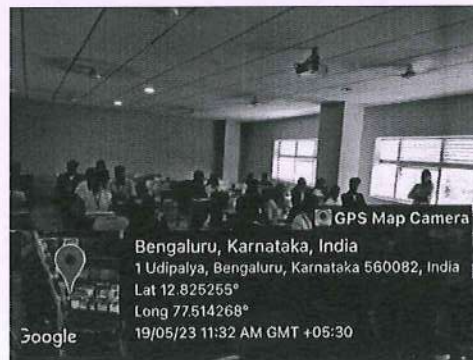 GPS Map Camera
Bengaluru, Karnataka, India
1 Udipalya, Bengaluru, Karnataka 560082, India
Lat 12.825255°
Long 77.514268°
19/05/23 11:32 AM GMT +05:30
Google